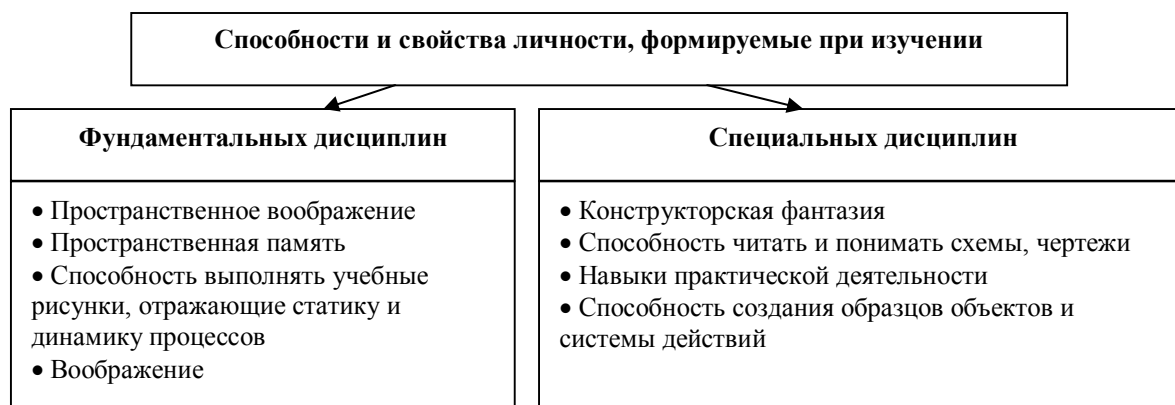 Способности и свойства личности, формируемые при изучении
Фундаментальных дисциплин
• Пространственное воображение
• Пространственная память
• Способность выполнять учебные
рисунки, отражающие статику и
динамику процессов
• Воображение
Специальных дисциплин
• Конструкторская фантазия
• Способность читать и понимать схемы, чертежи
• Навыки практической деятельности
• Способность создания образцов объектов и
системы действий